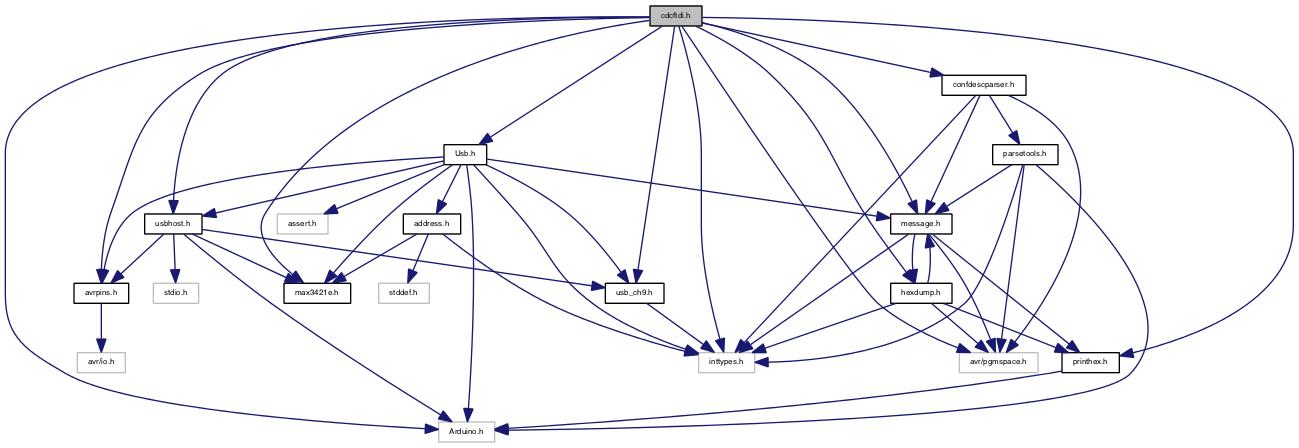 cdcftdi.h
confdescparser.h
Usb.h
parsetools.h
usbhost.h
assert.h
address.h
message.h
avrpins.h
stdio.h
max3421e.h
stddef.h
usb_ch9.h
hexdump.h
avr/io.h
inttypes.h
avr/pgmspace.h
printhex.h
Arduino.h